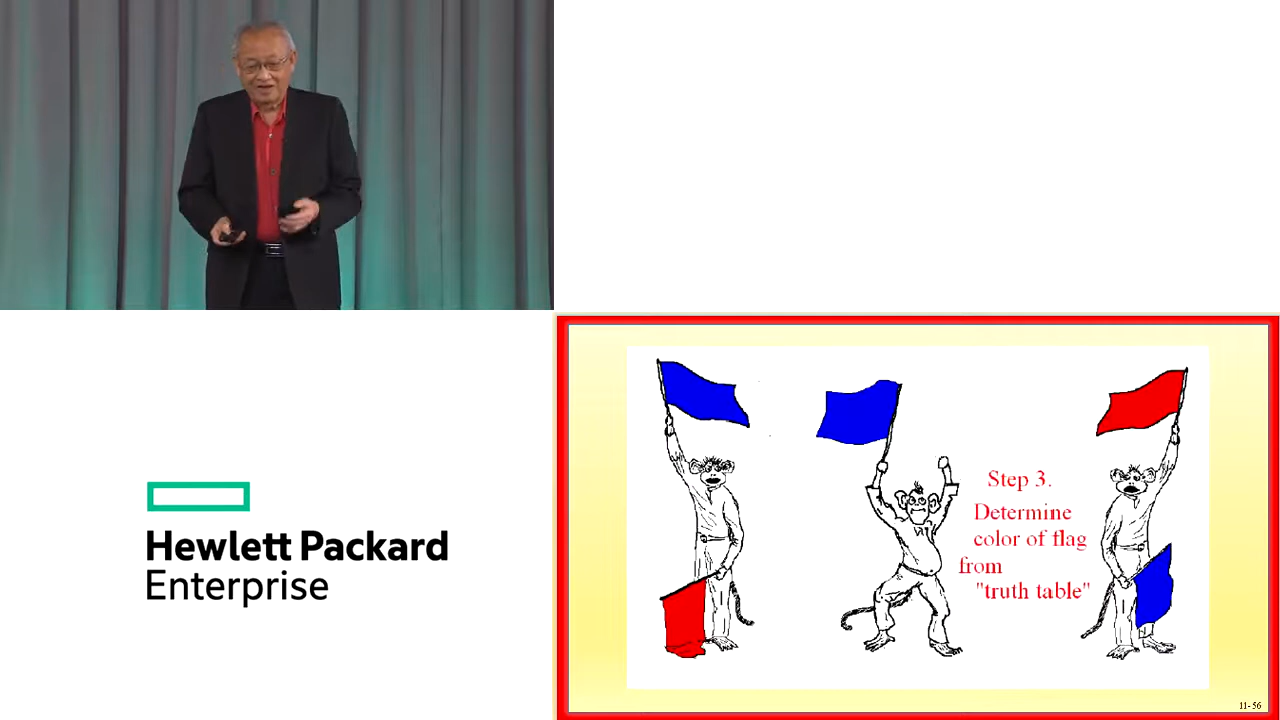 Hewlett Packard
Enterprise
Step 3.
Determine
color of flag
from
"truth table"
11-56